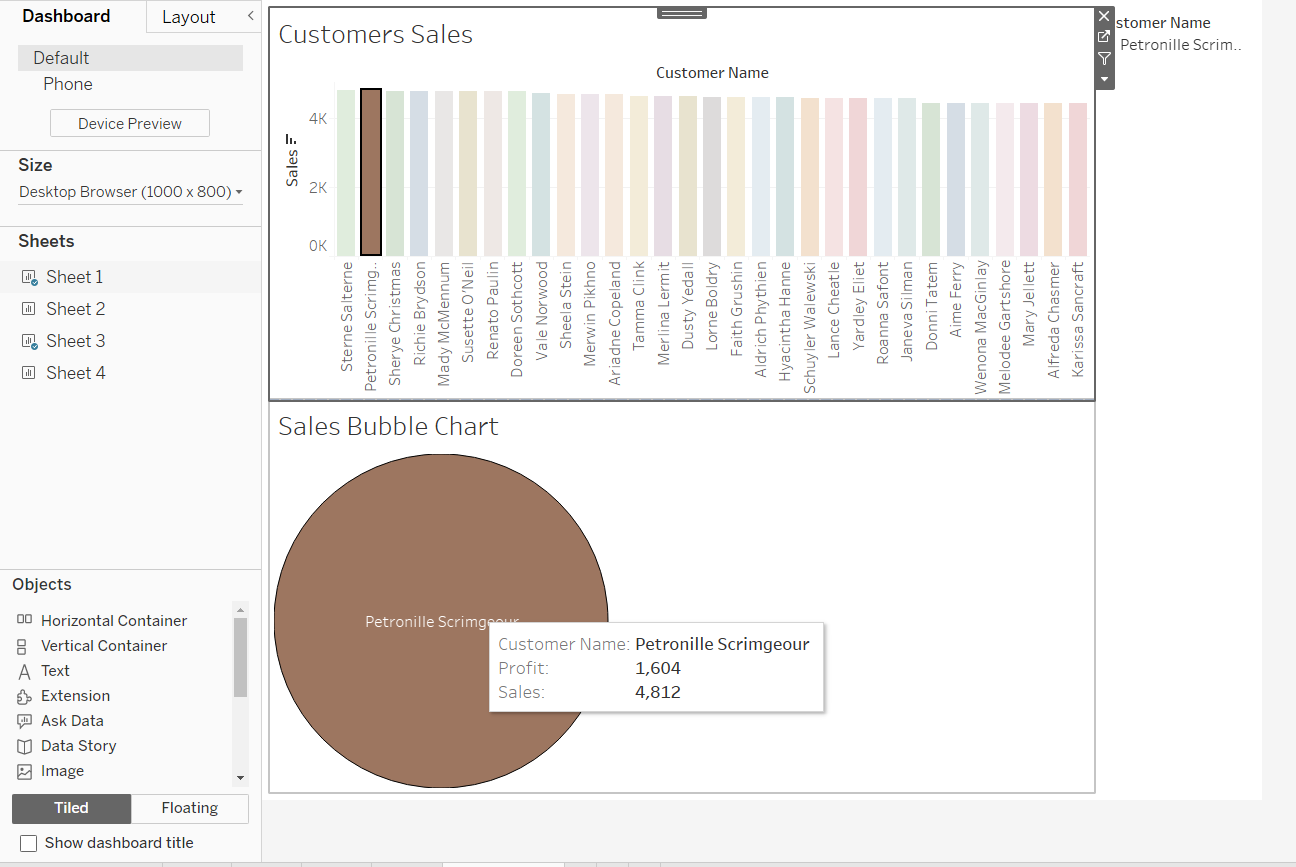 Dashboard
Layout
Default
Phone
Device Preview
Size
Desktop Browser (1000 x 800)
Sheets
Sheet 1
Sheet 2
Sheet 3
Sheet 4
Objects
Horizontal Container
Vertical Container
Text
Extension
Ask Data
Data Story
Image
Tiled
Floating
Show dashboard title
Customers Sales
Customer Name
Sales
4K
2K
0K
Sterne Salterne
Petronille Scrimg..
Sherye Christmas
Richie Brydson
Mady McMennum
Susette O'Neil
Renato Paulin
Doreen Sothcott
Vale Norwood
Sheela Stein
Merwin Pikhno
Ariadne Copeland
Tamma Clink
Merlina Lermit
Dusty Yedall
Lorne Boldry
Faith Grushin
Aldrich Phythien
Hyacintha Hanne
Schuyler Walewski
Lance Cheatle
Yardley Eliet
Roanna Safont
Janeva Silman
Donni Tatem
Aime Ferry
Wenona MacGinlay
Melodee Gartshore
Mary Jellett
Alfreda Chasmer
Karissa Sancraft
Sales Bubble Chart
Petronille Scrimgeour
Customer Name: Petronille Scrimgeour
Profit: 1,604
Sales: 4,812
stomer Name
Petronille Scrim..